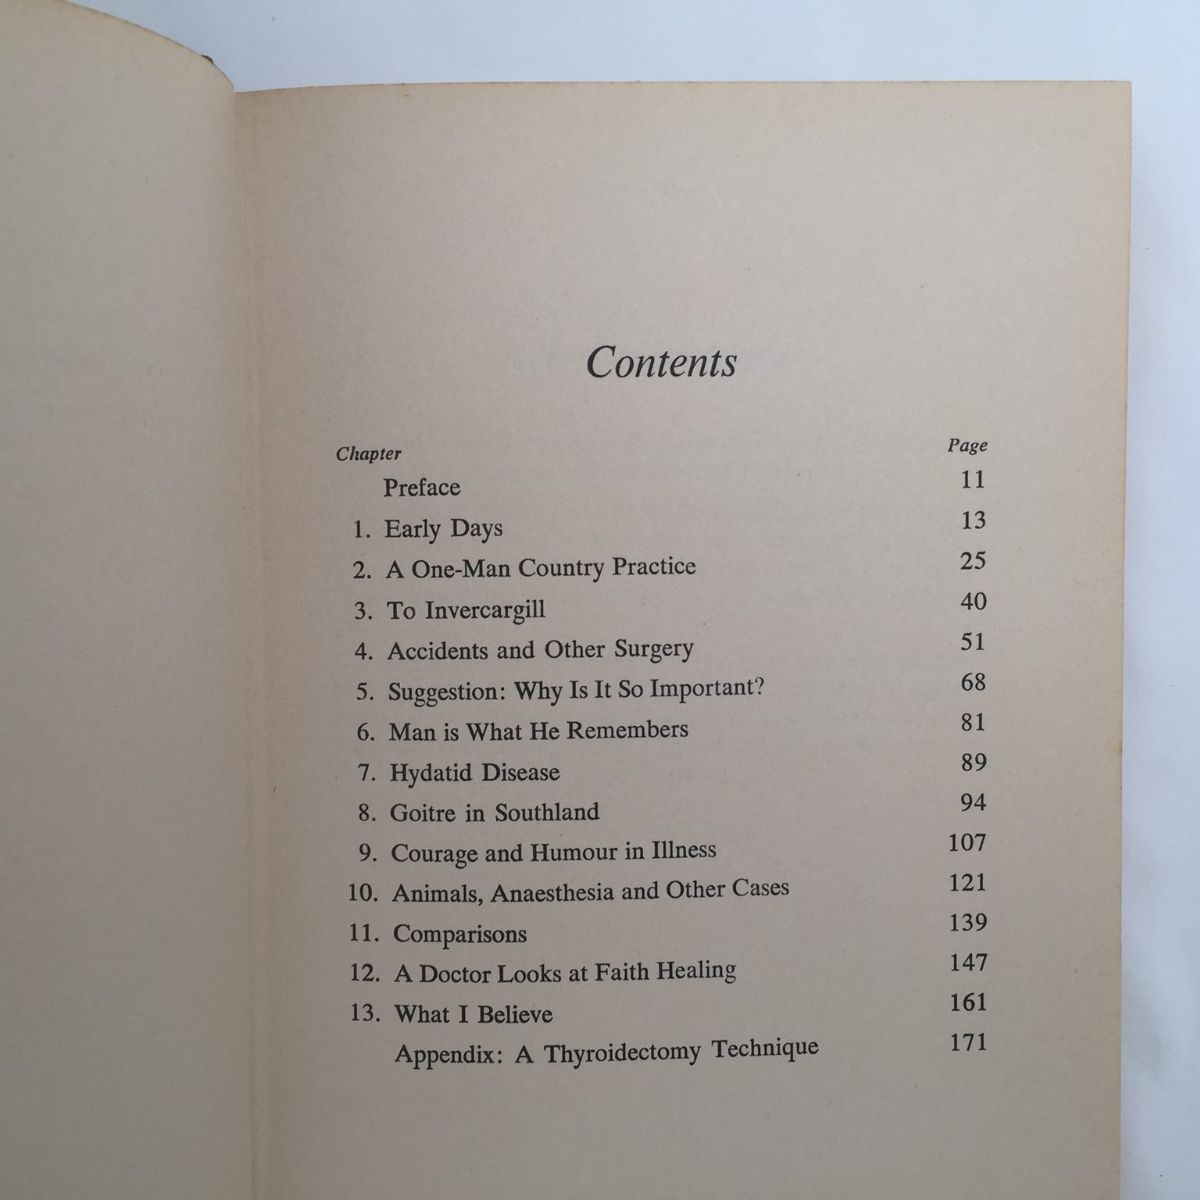 Contents
Chapter Page
Preface 11
1. Early Days 13
2. A One-Man Country Practice 25
3. To Invercargill 40
4. Accidents and Other Surgery 51
5. Suggestion: Why Is It So Important? 68
6. Man is What He Remembers 81
7. Hydatid Disease 89
8. Goitre in Southland 94
9. Courage and Humour in Illness 107
10. Animals, Anaesthesia and Other Cases 121
11. Comparisons 139
12. A Doctor Looks at Faith Healing 147
13. What I Believe 161
Appendix: A Thyroidectomy Technique 171